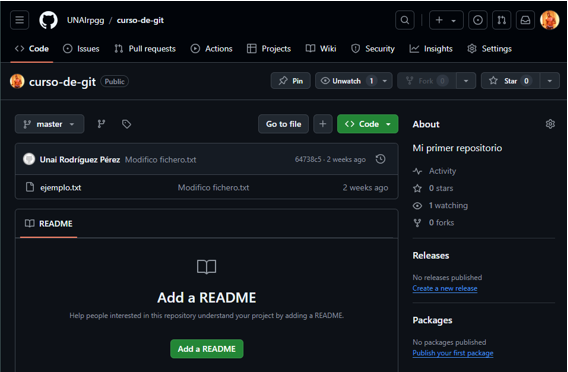 UNAIrpgg / curso-de-git
Code Issues Pull requests Actions Projects Wiki Security Insights Settings
curso-de-git Public Pin Unwatch 1 Fork 0 Star 0
master Go to file Code
Unai Rodríguez Pérez Modifico fichero.txt 64738c5 · 2 weeks ago
ejemplo.txt Modifico fichero.txt 2 weeks ago
README
Add a README
Help people interested in this repository understand your project by adding a README.
Add a README
About
Mi primer repositorio
Activity
0 stars
1 watching
0 forks
Releases
No releases published
Create a new release
Packages
No packages published
Publish your first package